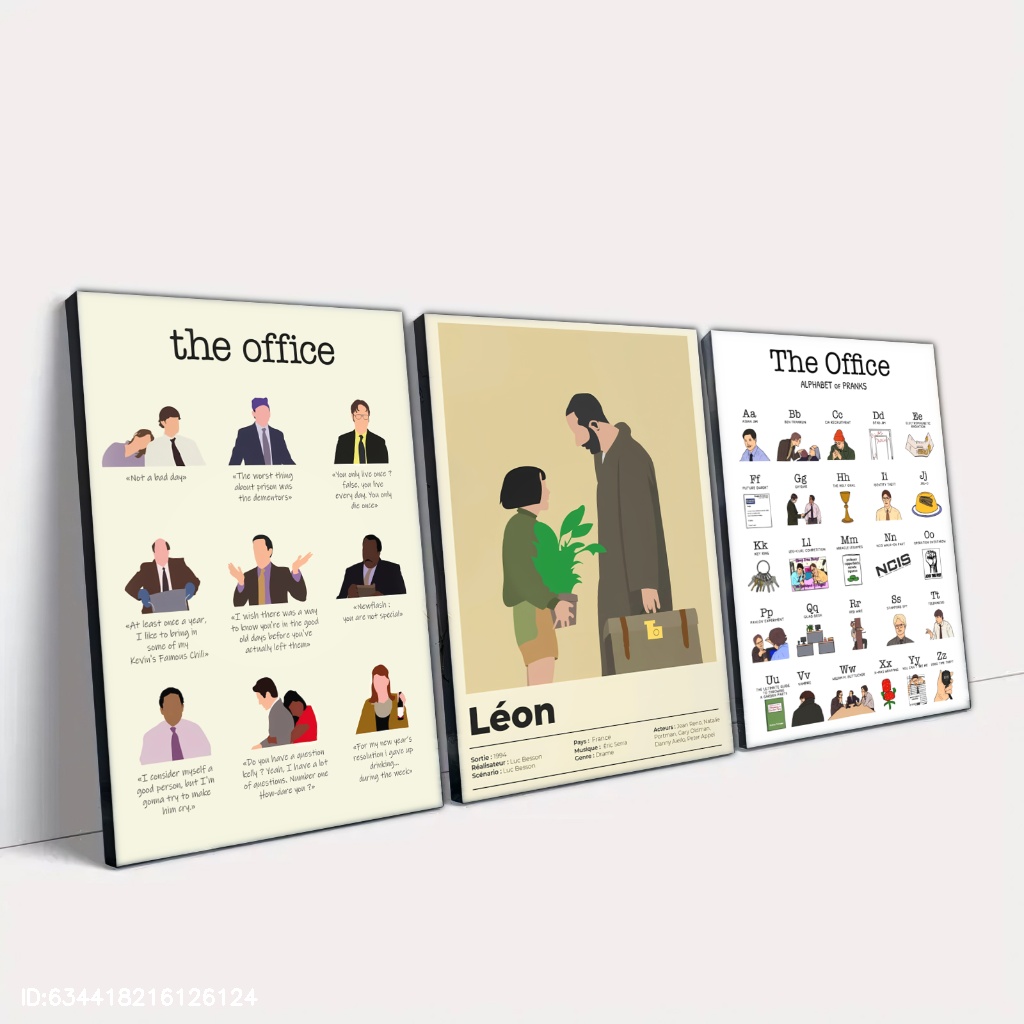 the office
«Not a bad day»
«The worst thing
about prison was
the dementors»
«You only live once ?
false, you live
every day, You only
die once»
«At least once a year,
I like to bring in
some of my
Kevin's Famous Chili»
«I wish there was a way
to know you're in the good
old days before you've
actually left them»
«Newflash :
you are not special»
«I consider myself a
good person, but I'm
gonna try to make
him cry.»
«Do you have a question
kelly ? Yeah, I have a lot
of questions. Number one
How-dare you ?»
«For my new year's
resolution I gave up
drinking...
during the week»
Léon
Sortie : 1994
Réalisateur : Luc Besson
Scénario : Luc Besson
Pays : France
Musique : Eric Serra
Genre : Drame
Acteurs : Jean Reno, Natalie
Portman, Gary Oldman,
Danny Aiello, Peter Appel
The Office
ALPHABET OF PRANKS
Aa
Bb
Cc
Dd
Ee
Ff
Gg
Hh
Ii
Jj
Kk
Ll
Mm
Nn
Oo
NCIS
Pp
Qq
Rr
Ss
Tt
Uu
Vv
Ww
Xx
Yy
Zz
ID:634418216126124